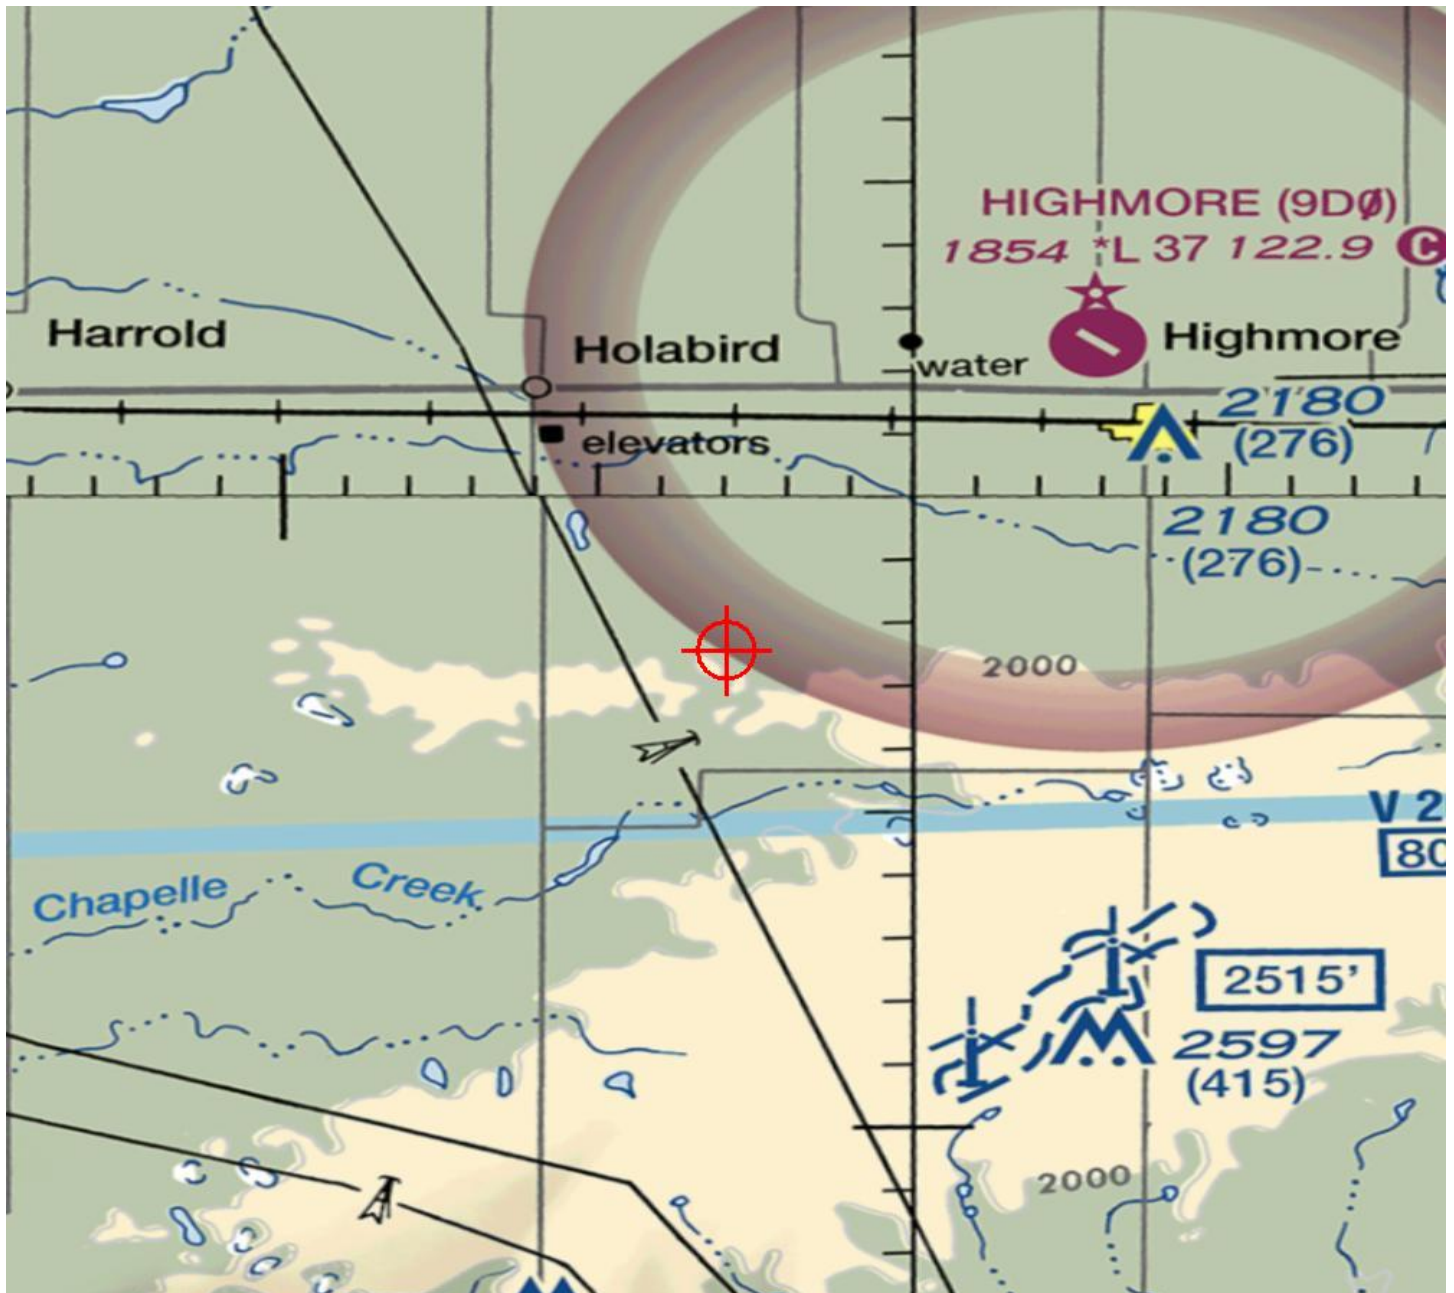 HIGHMORE (9DØ)
1854 *L 37 122.9 C
Harrold
Holabird
water
Highmore
elevators
2180
(276)
2180
(276)
2000
V 2
80
Chapelle Creek
2515'
2597
(415)
2000